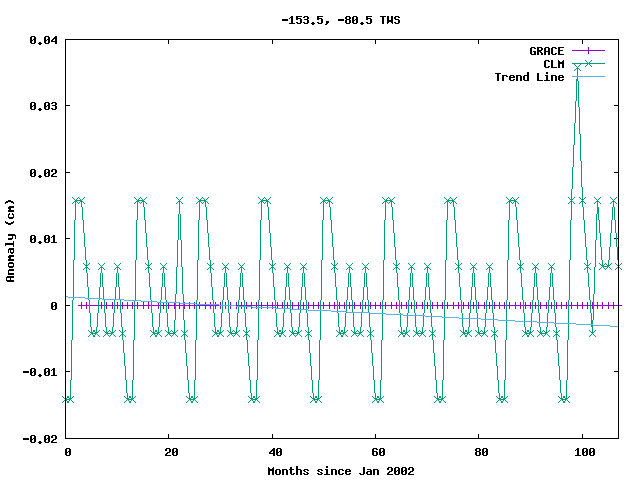 -153.5, -80.5 TWS
GRACE
CLM
Trend Line
0.04
0.03
0.02
0.01
0
-0.01
-0.02
Anomaly (cm)
0 20 40 60 80 100
Months since Jan 2002